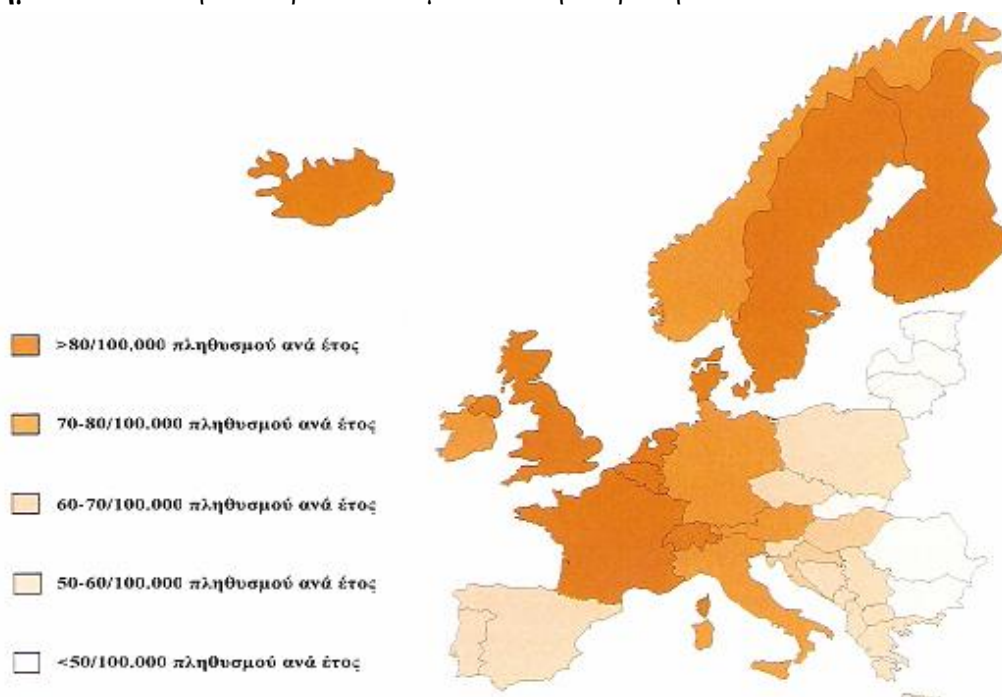 >80/100,000 πληθυσμού ανά έτος
70-80/100.000 πληθυσμού ανά έτος
60-70/100.000 πληθυσμού ανά έτος
50-60/100.000 πληθυσμού ανά έτος
<50/100.000 πληθυσμού ανά έτος